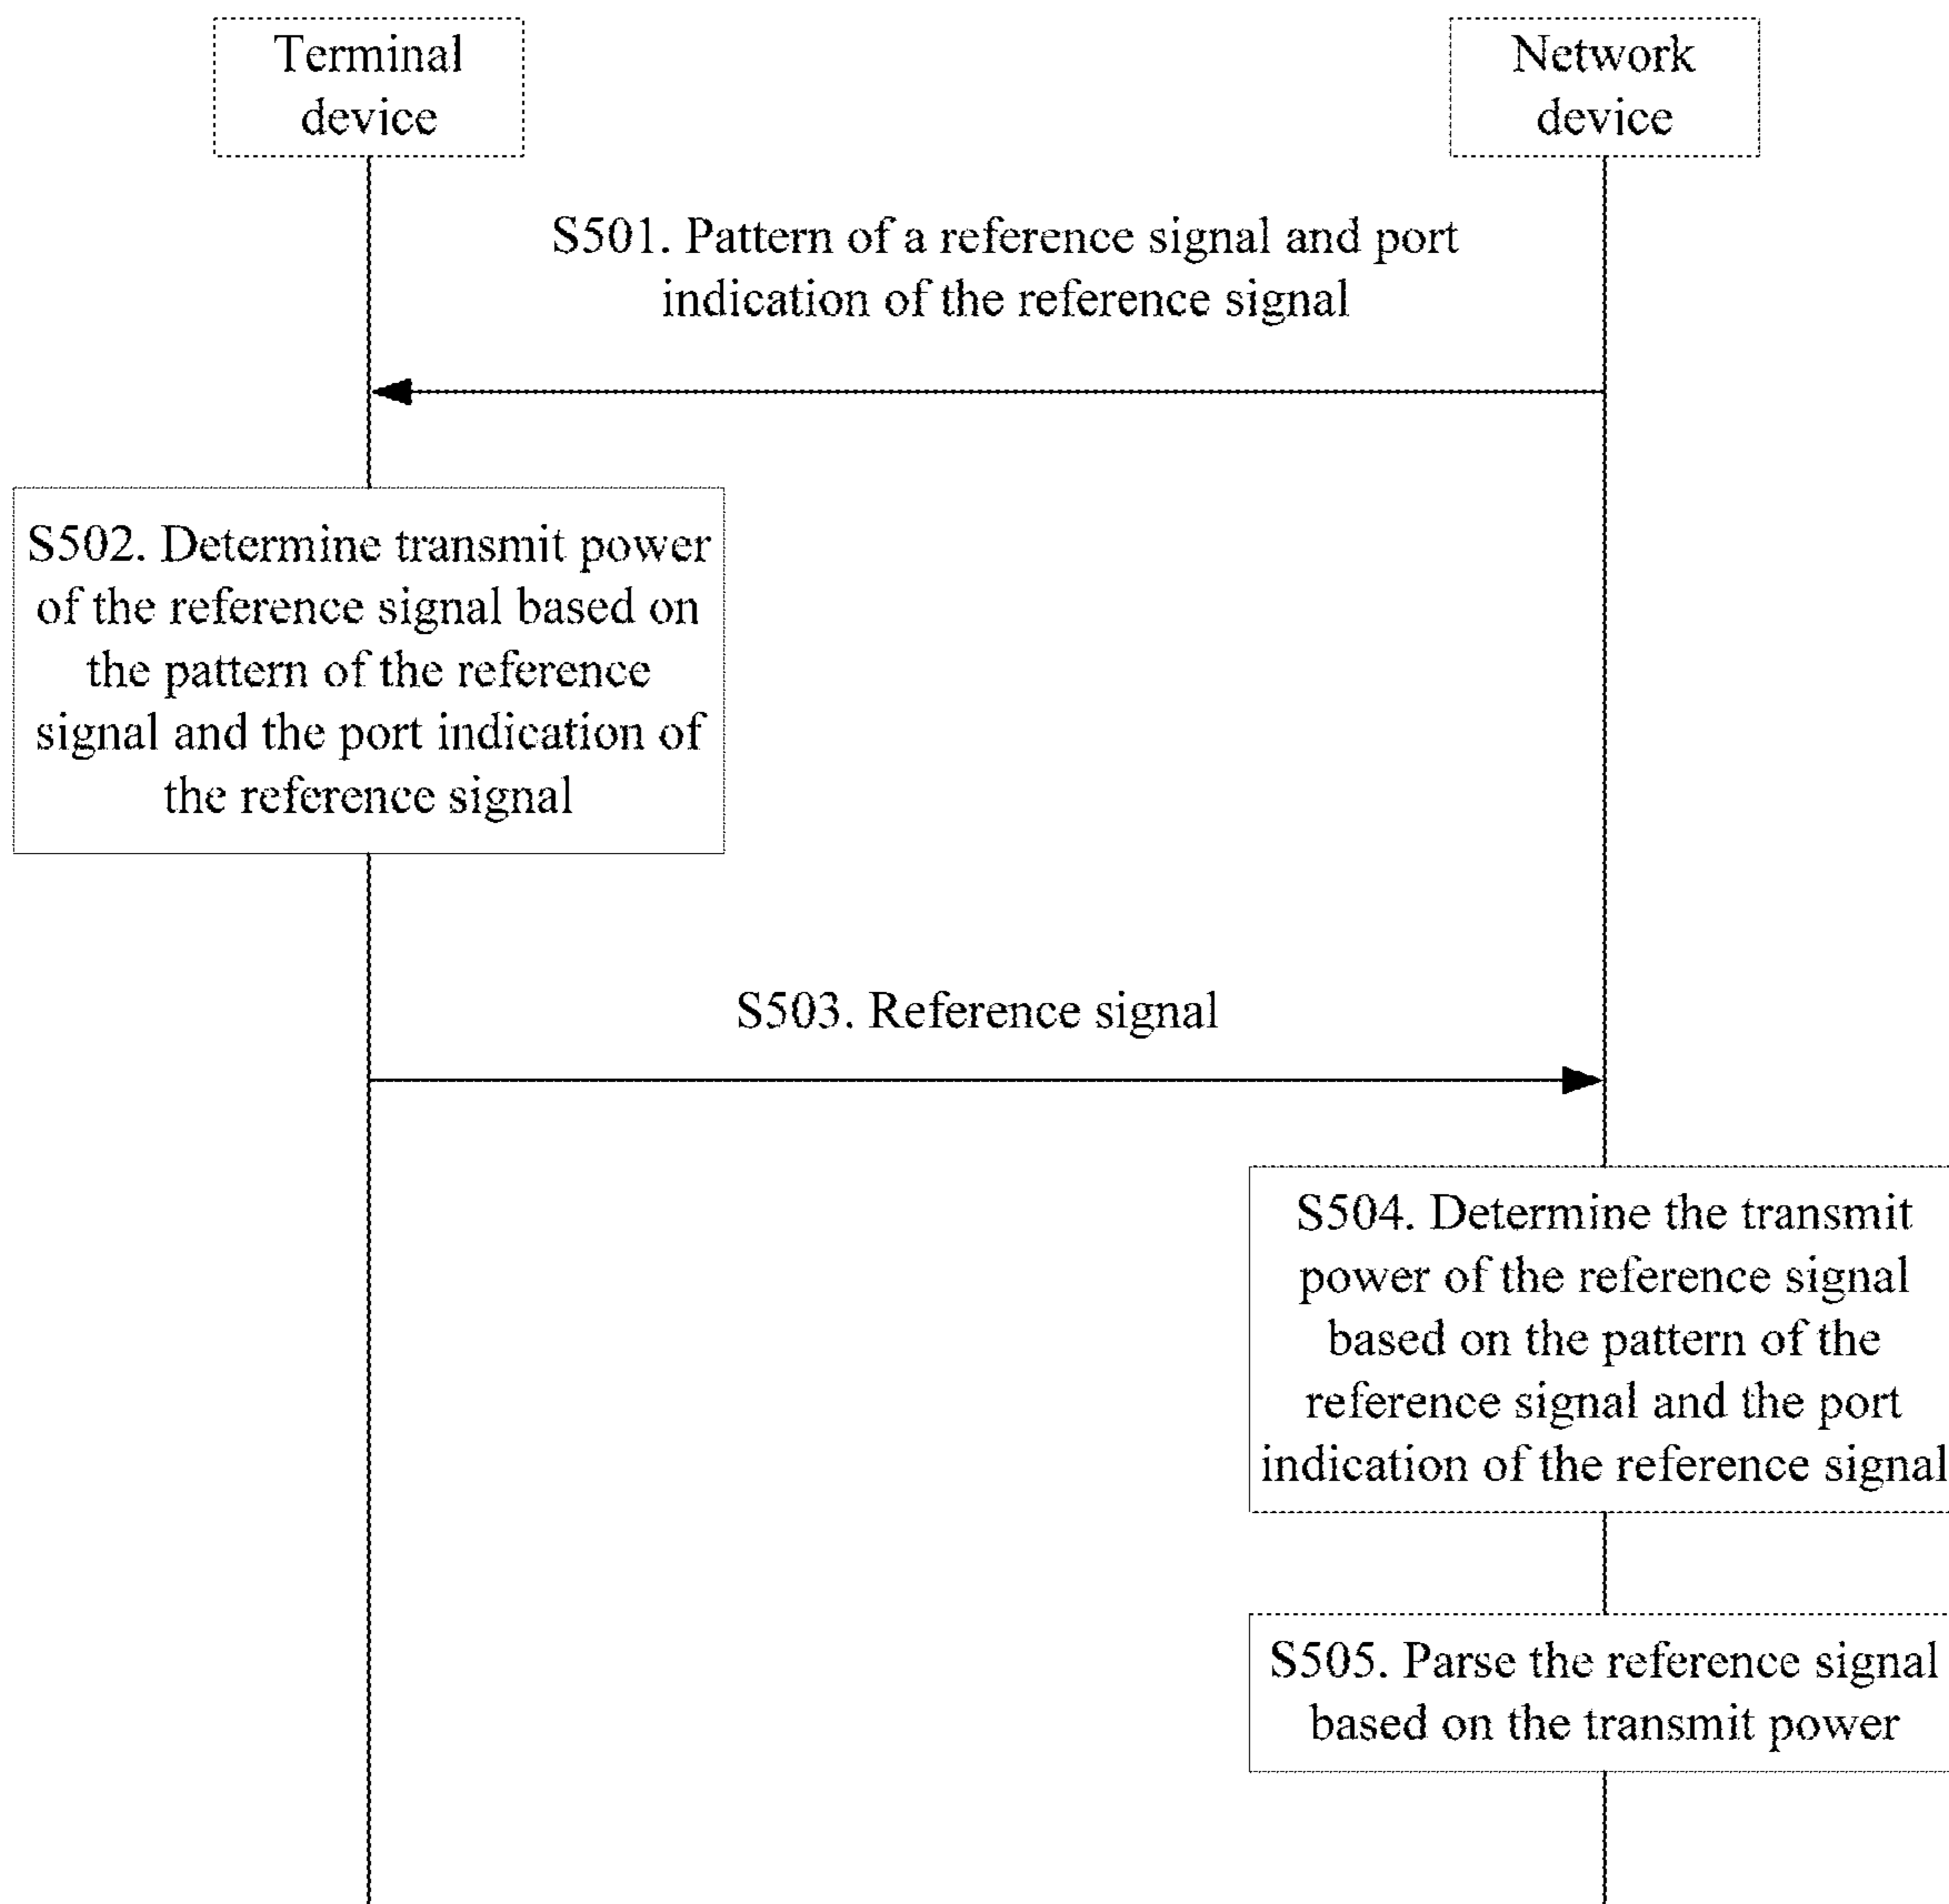 Terminal
device
Network
device
S501. Pattern of a reference signal and port
indication of the reference signal
S502. Determine transmit power
of the reference signal based on
the pattern of the reference
signal and the port indication of
the reference signal
S503. Reference signal
S504. Determine the transmit
power of the reference signal
based on the pattern of the
reference signal and the port
indication of the reference signal
S505. Parse the reference signal
based on the transmit power